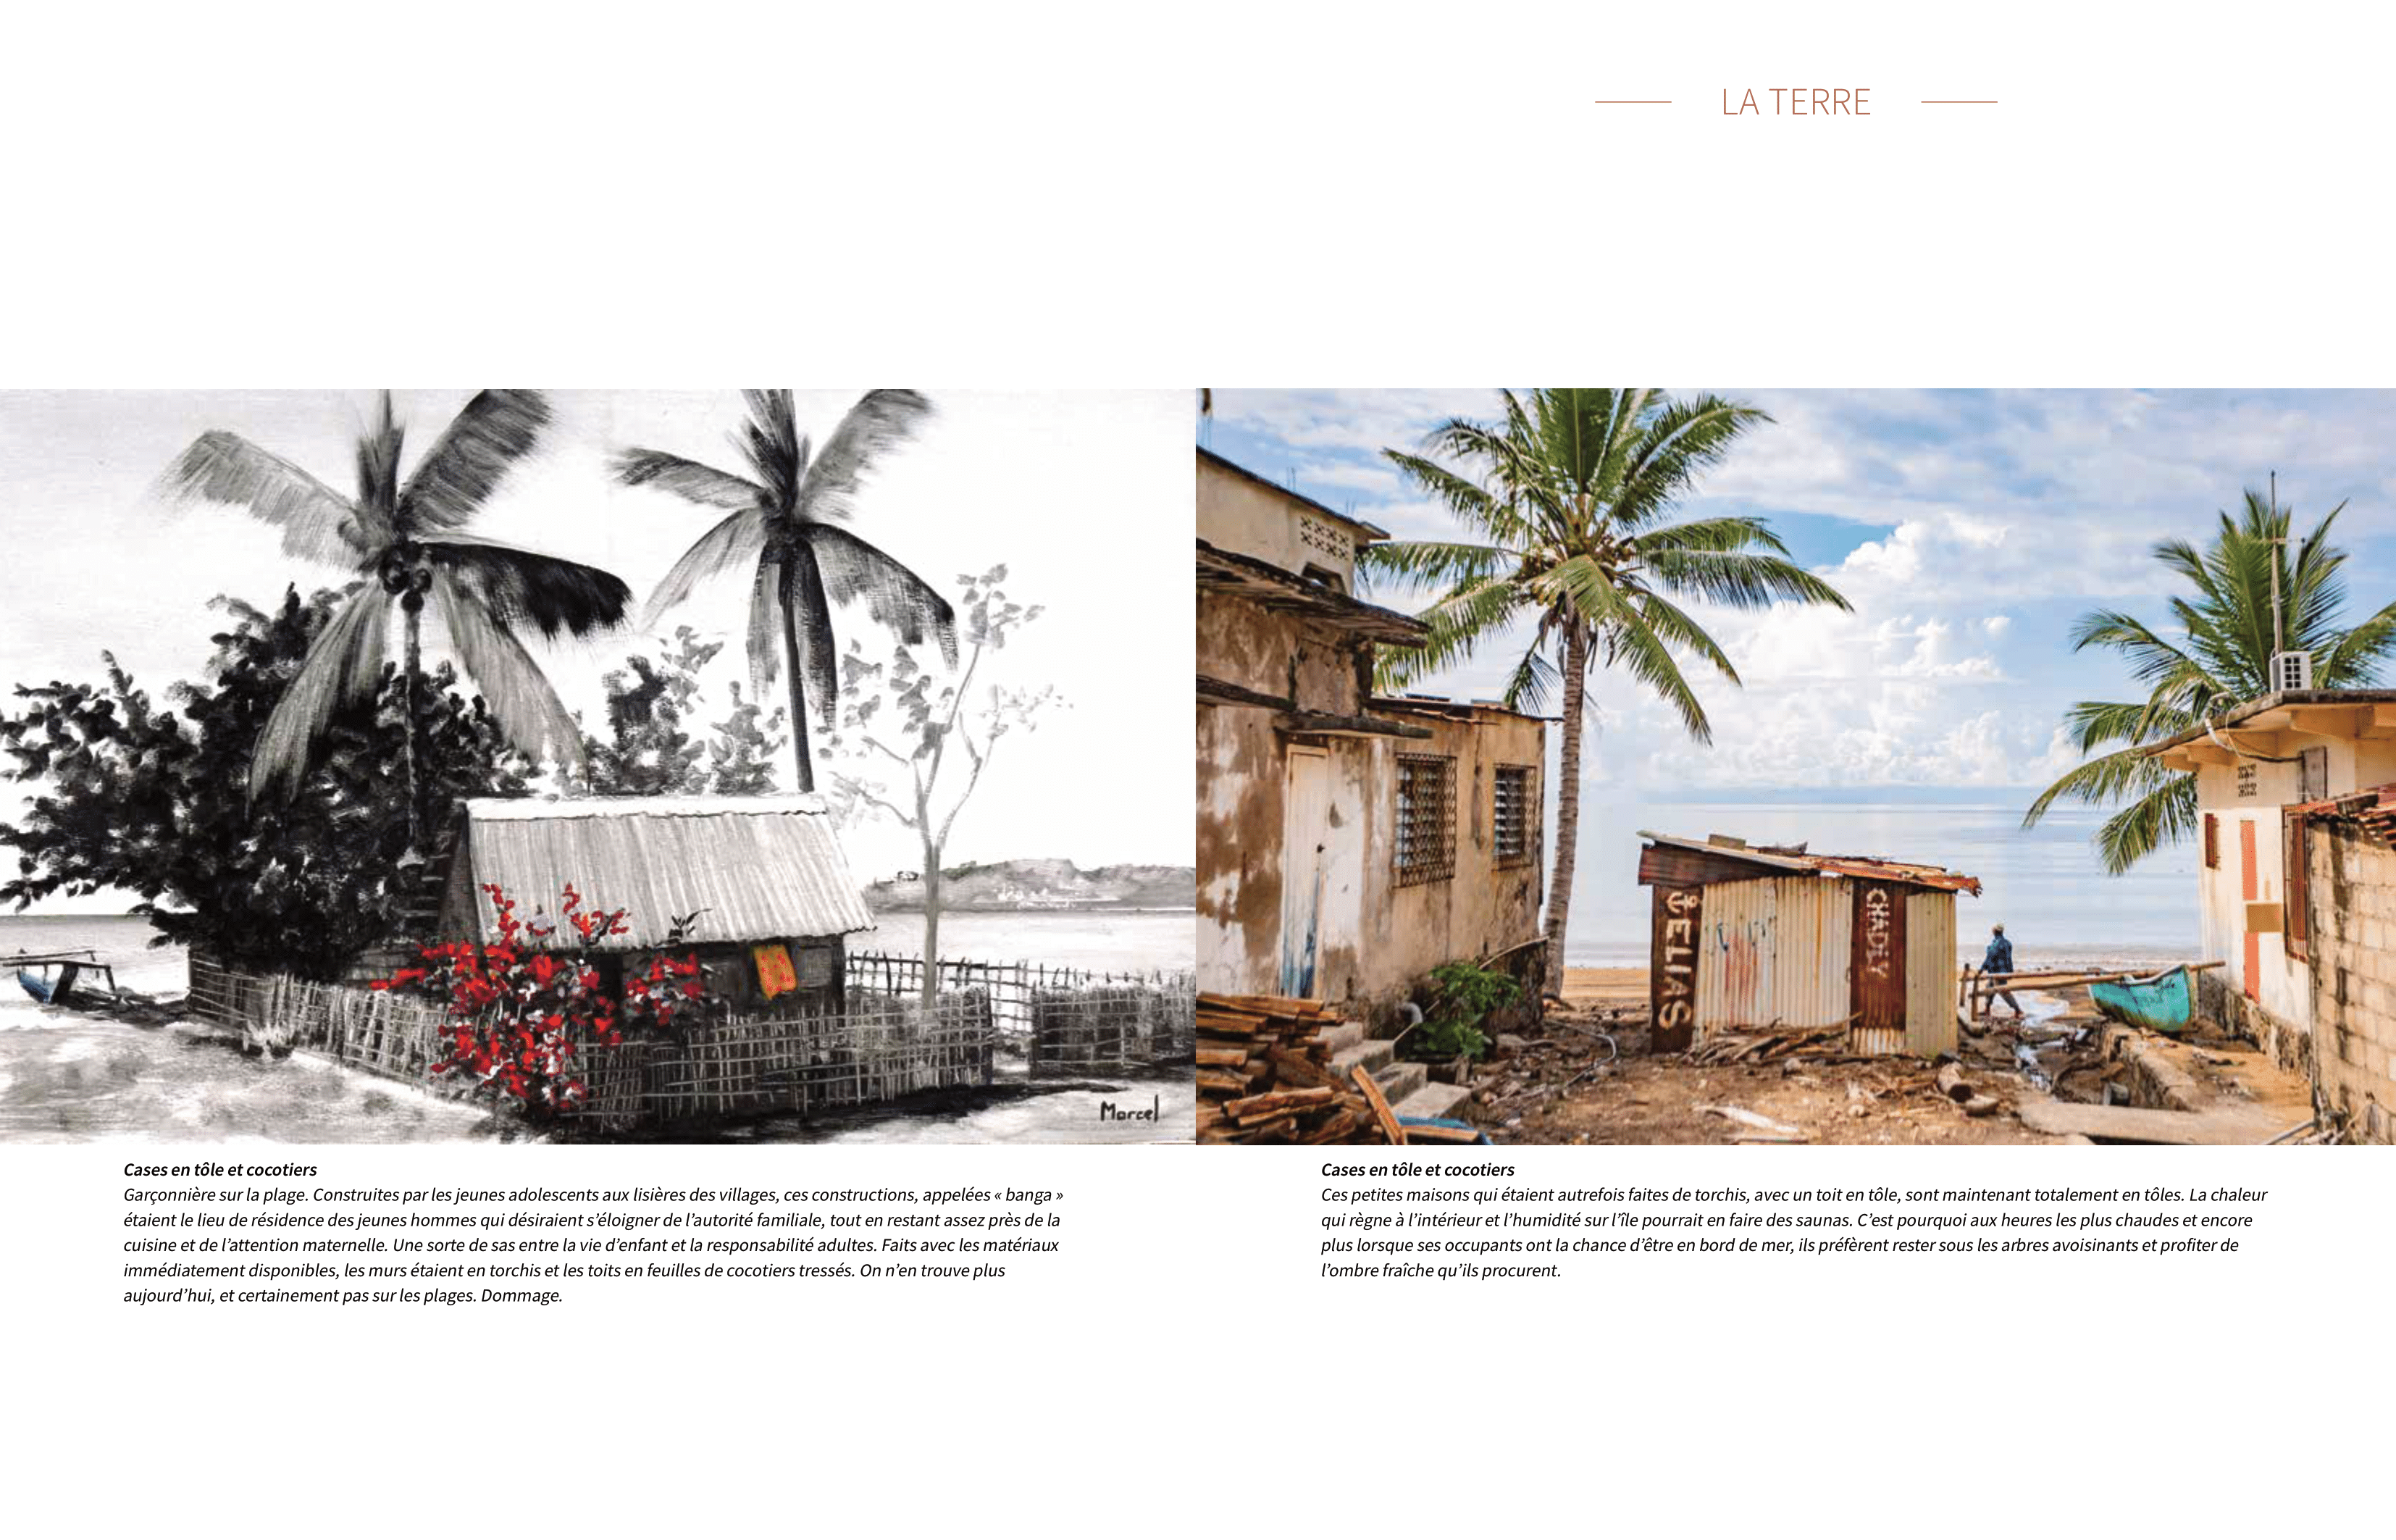 LA TERRE
Marcel
ELIAS
CHADILY
Cases en tôle et cocotiers
Garçonnière sur la plage. Construites par les jeunes adolescents aux lisières des villages, ces constructions, appelées « banga »
étaient le lieu de résidence des jeunes hommes qui désiraient s’éloigner de l’autorité familiale, tout en restant assez près de la
cuisine et de l’attention maternelle. Une sorte de sas entre la vie d’enfant et la responsabilité adultes. Faits avec les matériaux
immédiatement disponibles, les murs étaient en torchis et les toits en feuilles de cocotiers tressés. On n’en trouve plus
aujourd’hui, et certainement pas sur les plages. Dommage.
Cases en tôle et cocotiers
Ces petites maisons qui étaient autrefois faites de torchis, avec un toit en tôle, sont maintenant totalement en tôles. La chaleur
qui règne à l’intérieur et l’humidité sur l’île pourrait en faire des saunas. C’est pourquoi aux heures les plus chaudes et encore
plus lorsque ses occupants ont la chance d’être en bord de mer, ils préfèrent rester sous les arbres avoisinants et profiter de
l’ombre fraîche qu’ils procurent.